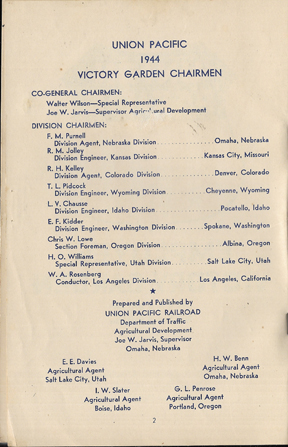 UNION PACIFIC
1944
VICTORY GARDEN CHAIRMEN
CO-GENERAL CHAIRMEN:
Walter Wilson—Special Representative
Joe W. Jarvis—Supervisor Agricultural Development
DIVISION CHAIRMEN:
F. M. Purnell
Division Agent, Nebraska Division Omaha, Nebraska
R. M. Jolley
Division Engineer, Kansas Division Kansas City, Missouri
R. H. Kelley
Division Agent, Colorado Division Denver, Colorado
T. L. Pidcock
Division Engineer, Wyoming Division Cheyenne, Wyoming
L. V. Chausse
Division Engineer, Idaho Division Pocatello, Idaho
E. F. Kidder
Division Engineer, Washington Division Spokane, Washington
Chris W. Lowe
Section Foreman, Oregon Division Albina, Oregon
H. O. Williams
Special Representative, Utah Division Salt Lake City, Utah
W. A. Rosenberg
Conductor, Los Angeles Division Los Angeles, California
★
Prepared and Published by
UNION PACIFIC RAILROAD
Department of Traffic
Agricultural Development
Joe W. Jarvis, Supervisor
Omaha, Nebraska
E. E. Davies
Agricultural Agent
Salt Lake City, Utah
H. W. Benn
Agricultural Agent
Omaha, Nebraska
I. W. Slater
Agricultural Agent
Boise, Idaho
G. L. Penrose
Agricultural Agent
Portland, Oregon
2